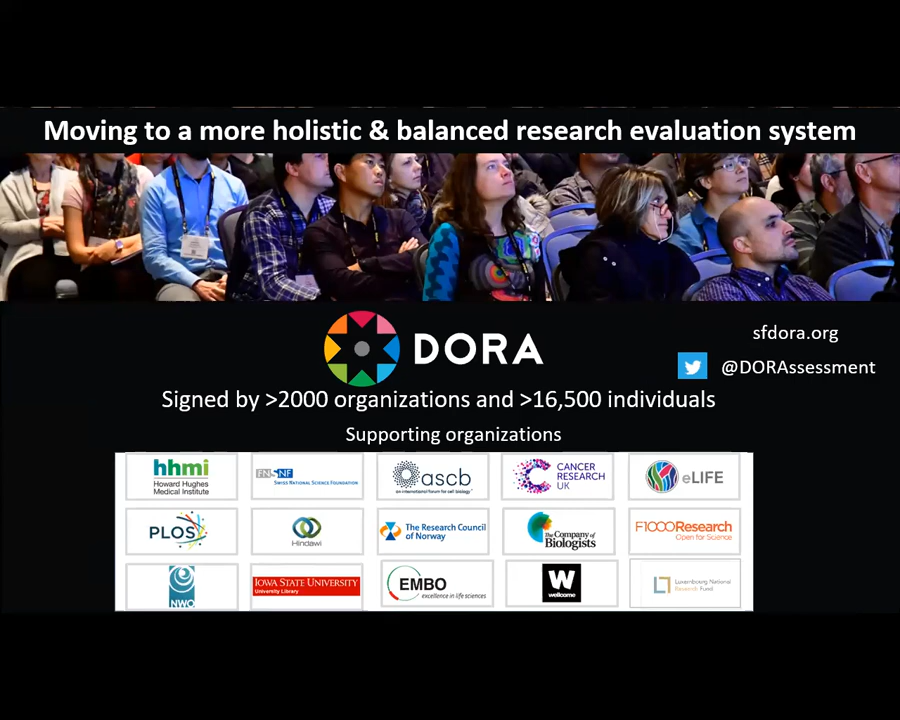 Moving to a more holistic & balanced research evaluation system
DORA
sfdora.org
@DORAssessment
Signed by >2000 organizations and >16,500 individuals
Supporting organizations
hhmi
Howard Hughes
Medical Institute
FNSNF
SWISS NATIONAL SCIENCE FOUNDATION
ascb
an international forum for cell biology
CANCER
RESEARCH
UK
eLIFE
PLOS
Hindawi
The Research Council
of Norway
The Company of
Biologists
F1000Research
Open for Science
NWO
IOWA STATE UNIVERSITY
University Library
EMBO
excellence in life sciences
W
wellcome
Luxembourg National
Research Fund